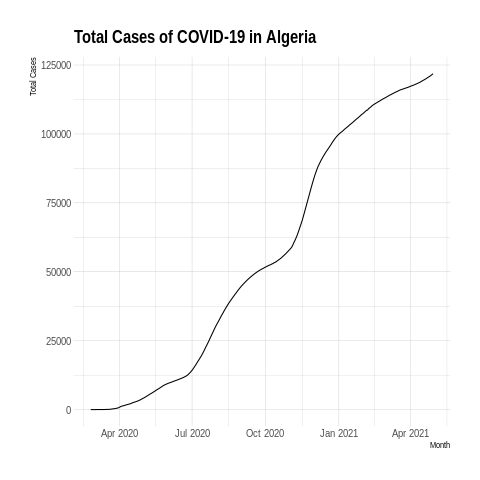 Total Cases of COVID-19 in Algeria
Total Cases
125000
100000
75000
50000
25000
0
Apr 2020 Jul 2020 Oct 2020 Jan 2021 Apr 2021
Month